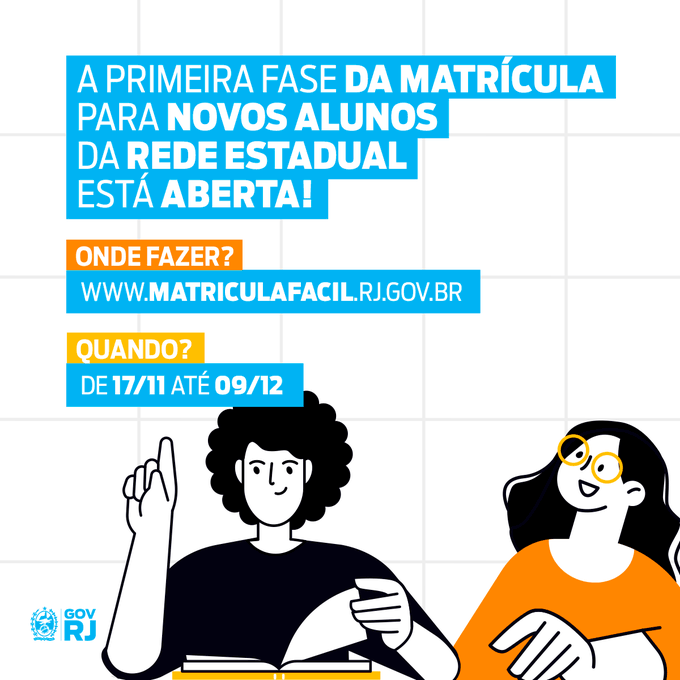 A PRIMEIRA FASE DA MATRÍCULA
PARA NOVOS ALUNOS
DA REDE ESTADUAL
ESTÁ ABERTA!
ONDE FAZER?
WWW.MATRICULAFACIL.RJ.GOV.BR
QUANDO?
DE 17/11 ATÉ 09/12
GOV
RJ